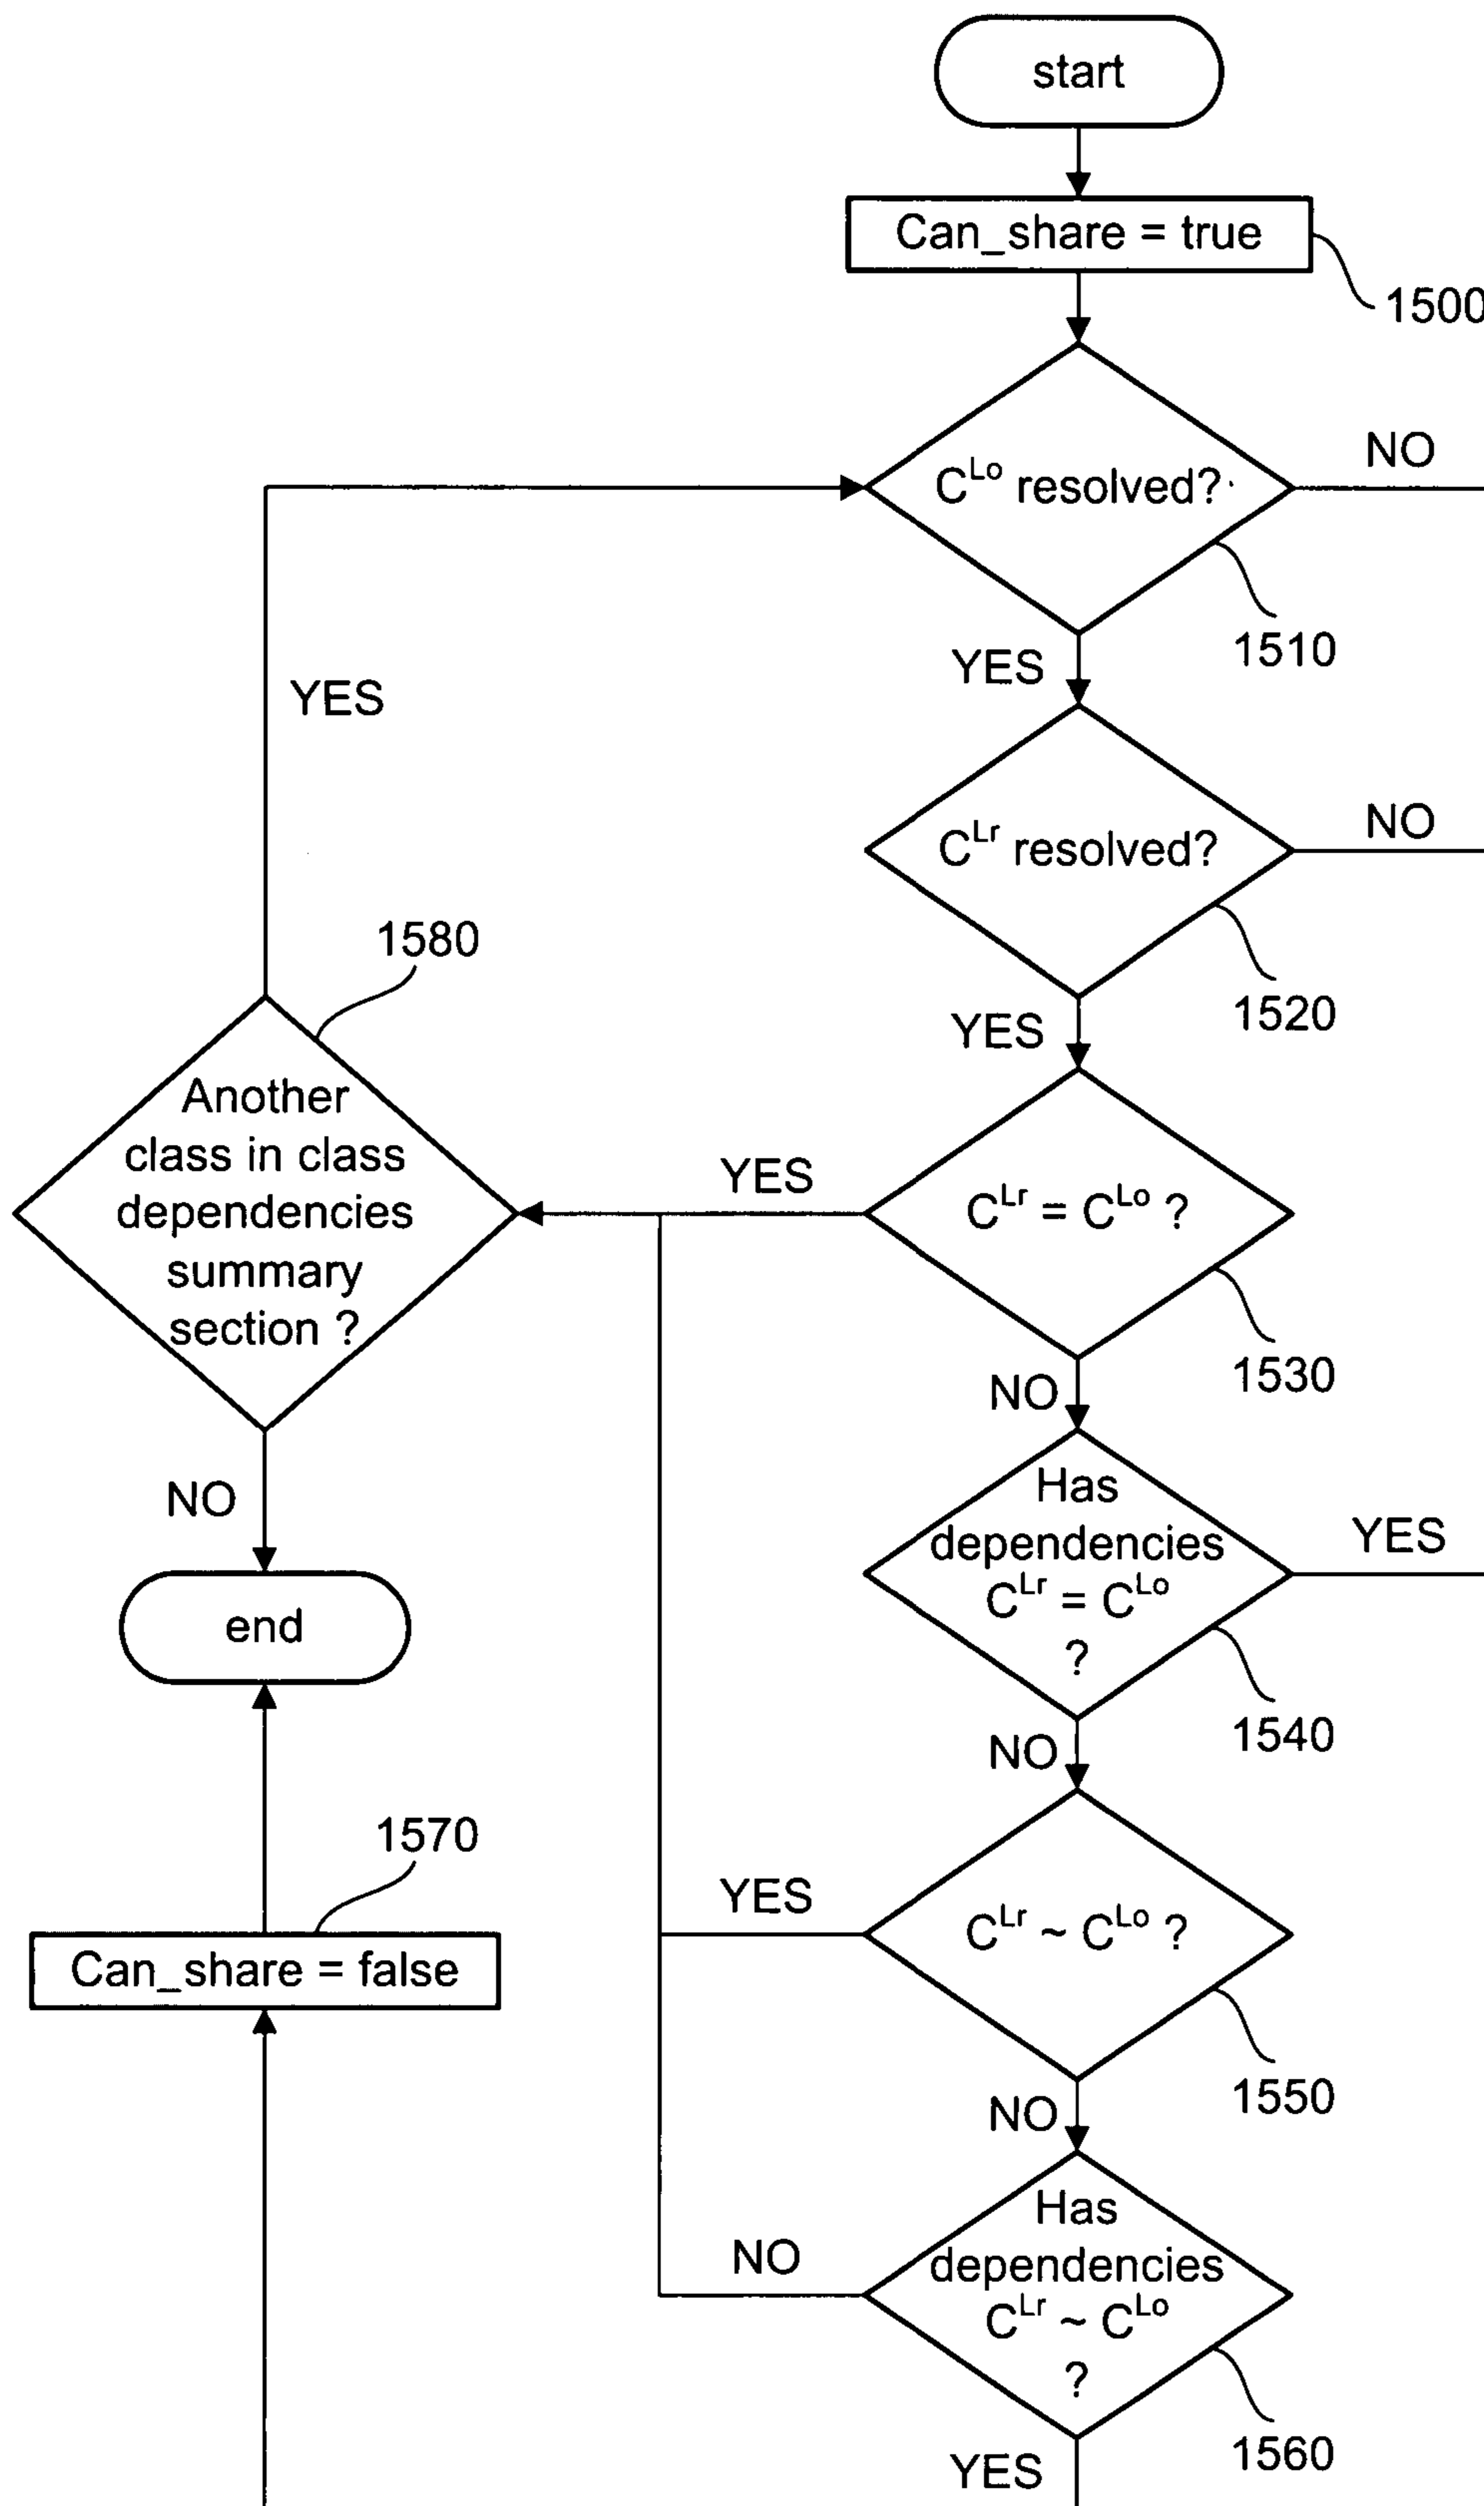 start
Can_share = true
1500
C^Lo resolved?
NO
1510
YES
C^Lr resolved?
NO
1520
YES
C^Lr = C^Lo ?
YES
1530
NO
Has
dependencies
C^Lr = C^Lo
?
YES
1540
NO
C^Lr ~ C^Lo ?
YES
1550
NO
Has
dependencies
C^Lr ~ C^Lo
?
NO
1560
YES
YES
1580
Another
class in class
dependencies
summary
section ?
NO
end
1570
Can_share = false